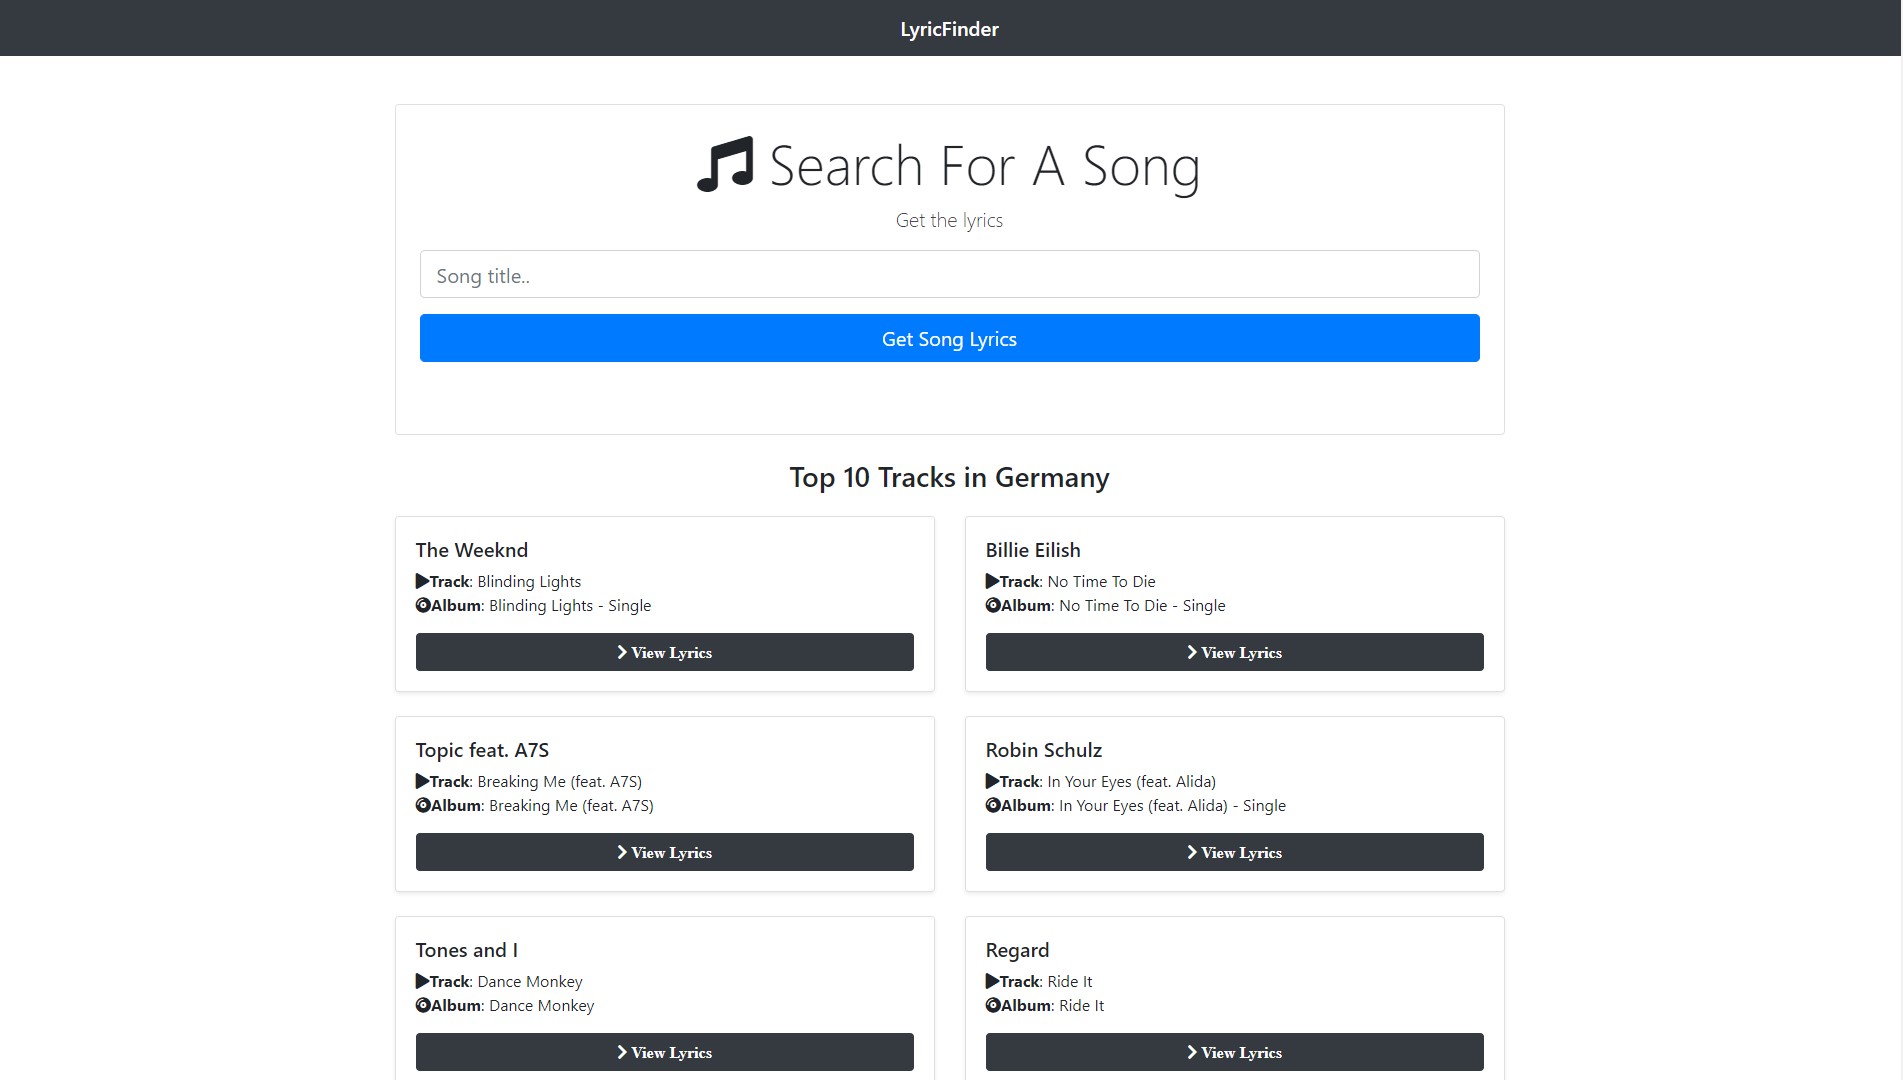 LyricFinder
Search For A Song
Get the lyrics
Song title..
Get Song Lyrics
Top 10 Tracks in Germany
The Weeknd
Track: Blinding Lights
Album: Blinding Lights - Single
View Lyrics
Billie Eilish
Track: No Time To Die
Album: No Time To Die - Single
View Lyrics
Topic feat. A7S
Track: Breaking Me (feat. A7S)
Album: Breaking Me (feat. A7S)
View Lyrics
Robin Schulz
Track: In Your Eyes (feat. Alida)
Album: In Your Eyes (feat. Alida) - Single
View Lyrics
Tones and I
Track: Dance Monkey
Album: Dance Monkey
View Lyrics
Regard
Track: Ride It
Album: Ride It
View Lyrics